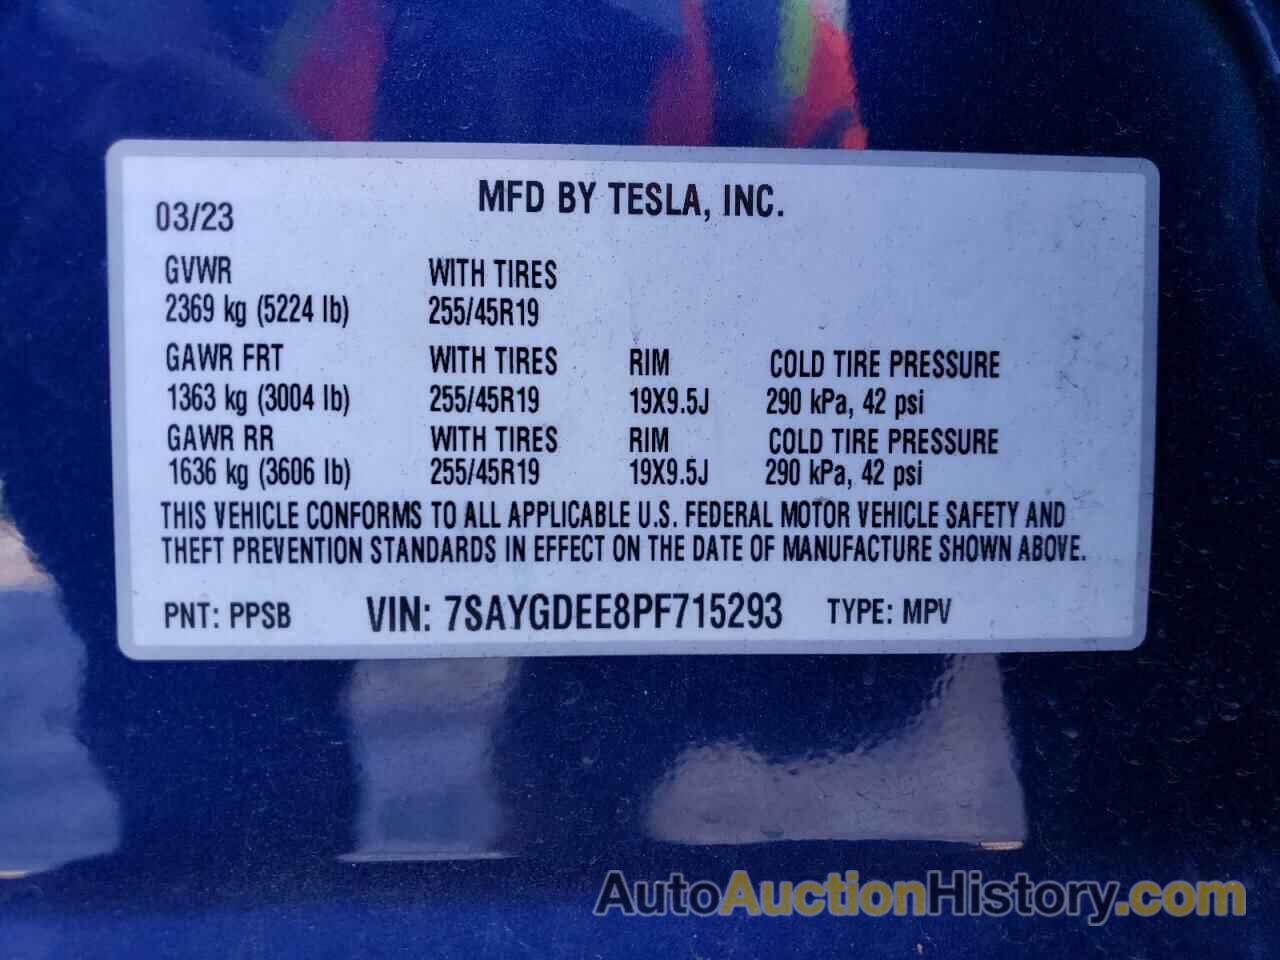 MFD BY TESLA, INC.
03/23
GVWR WITH TIRES
2369 kg (5224 lb) 255/45R19
GAWR FRT WITH TIRES RIM COLD TIRE PRESSURE
1363 kg (3004 lb) 255/45R19 19X9.5J 290 kPa, 42 psi
GAWR RR WITH TIRES RIM COLD TIRE PRESSURE
1636 kg (3606 lb) 255/45R19 19X9.5J 290 kPa, 42 psi
THIS VEHICLE CONFORMS TO ALL APPLICABLE U.S. FEDERAL MOTOR VEHICLE SAFETY AND
THEFT PREVENTION STANDARDS IN EFFECT ON THE DATE OF MANUFACTURE SHOWN ABOVE.
PNT: PPSB VIN: 7SAYGDEE8PF715293 TYPE: MPV
AutoAuctionHistory.com